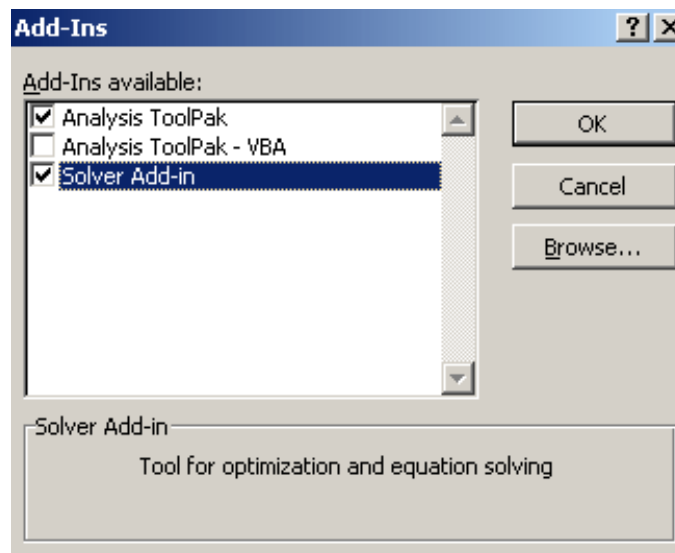 Add-Ins
Add-Ins available:
Analysis ToolPak
Analysis ToolPak - VBA
Solver Add-in
OK
Cancel
Browse...
Solver Add-in
Tool for optimization and equation solving